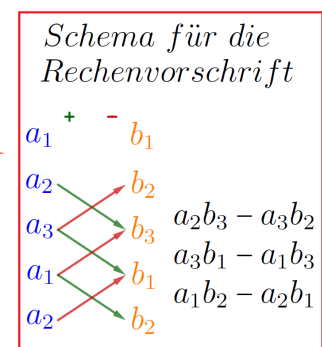 Schema für die
Rechenvorschrift
+ −
a₁ b₁
a₂ b₂
a₃ b₃ a₂b₃ − a₃b₂
a₁ b₁ a₃b₁ − a₁b₃
a₂ b₂ a₁b₂ − a₂b₁